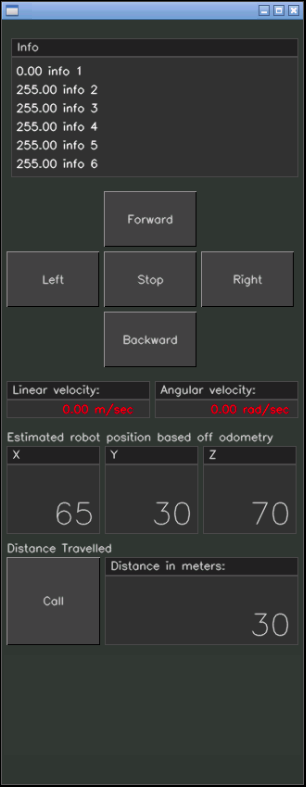 Info
0.00 info 1
255.00 info 2
255.00 info 3
255.00 info 4
255.00 info 5
255.00 info 6
Forward
Left Stop Right
Backward
Linear velocity: Angular velocity:
0.00 m/sec 0.00 rad/sec
Estimated robot position based off odometry
X Y Z
65 30 70
Distance Travelled
Distance in meters:
Call
30